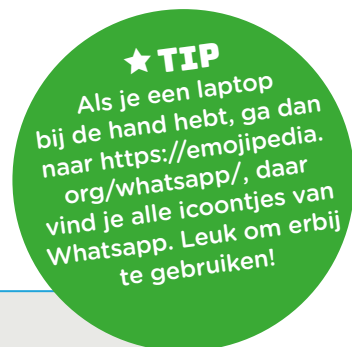 ★ TIP
Als je een laptop
bij de hand hebt, ga dan
naar https://emojipedia.
org/whatsapp/, daar
vind je alle icoontjes van
Whatsapp. Leuk om erbij
te gebruiken!